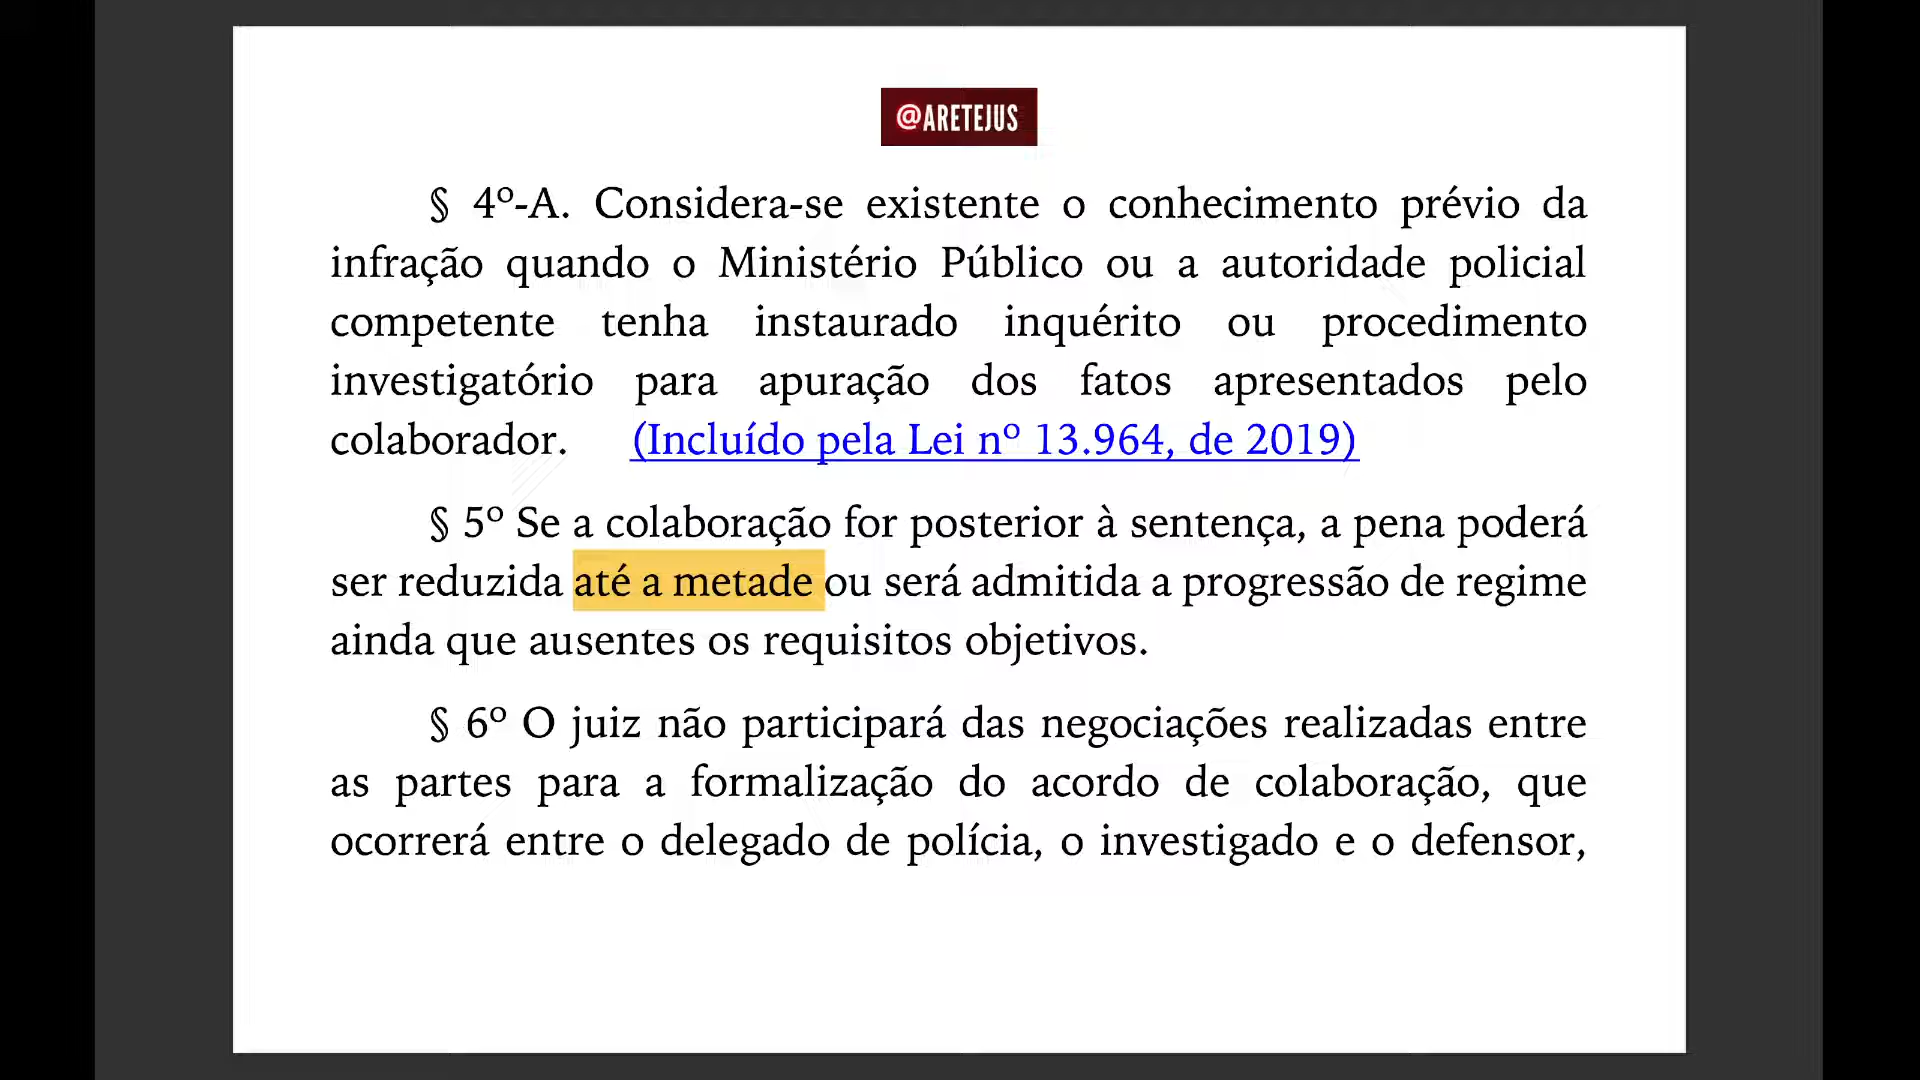 @ARETEJUS
§ 4º-A. Considera-se existente o conhecimento prévio da
infração quando o Ministério Público ou a autoridade policial
competente tenha instaurado inquérito ou procedimento
investigatório para apuração dos fatos apresentados pelo
colaborador. (Incluído pela Lei nº 13.964, de 2019)
§ 5º Se a colaboração for posterior à sentença, a pena poderá
ser reduzida até a metade ou será admitida a progressão de regime
ainda que ausentes os requisitos objetivos.
§ 6º O juiz não participará das negociações realizadas entre
as partes para a formalização do acordo de colaboração, que
ocorrerá entre o delegado de polícia, o investigado e o defensor,